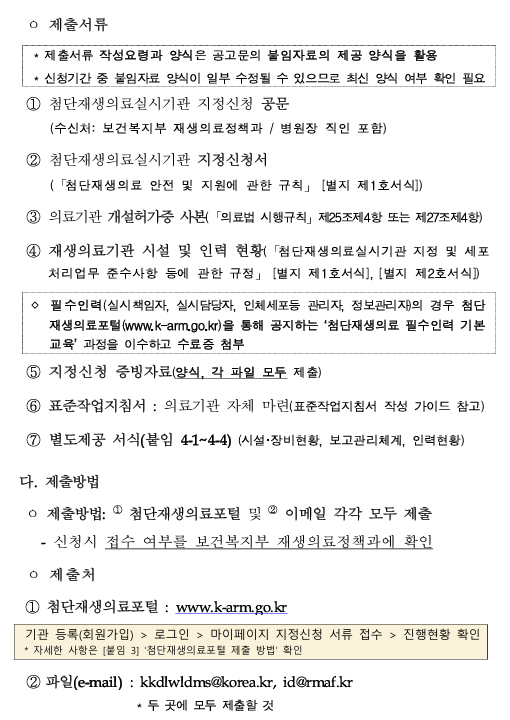 ㅇ 제출서류
* 제출서류 작성요령과 양식은 공고문의 붙임자료의 제공 양식을 활용
* 신청기간 중 붙임자료 양식이 일부 수정될 수 있으므로 최신 양식 여부 확인 필요
① 첨단재생의료실시기관 지정신청 공문
(수신처: 보건복지부 재생의료정책과 / 병원장 직인 포함)
② 첨단재생의료실시기관 지정신청서
(「첨단재생의료 안전 및 지원에 관한 규칙」 [별지 제1호서식])
③ 의료기관 개설허가증 사본(「의료법 시행규칙」 제25조제4항 또는 제27조제4항)
④ 재생의료기관 시설 및 인력 현황(「첨단재생의료실시기관 지정 및 세포
처리업무 준수사항 등에 관한 규정」 [별지 제1호서식], [별지 제2호서식])
◇ 필수인력(실시책임자, 실시담당자, 인체세포등 관리자, 정보관리자)의 경우 첨단
재생의료포털(www.k-arm.go.kr)을 통해 공지하는 ‘첨단재생의료 필수인력 기본
교육’ 과정을 이수하고 수료증 첨부
⑤ 지정신청 증빙자료(양식, 각 파일 모두 제출)
⑥ 표준작업지침서 : 의료기관 자체 마련(표준작업지침서 작성 가이드 참고)
⑦ 별도제공 서식(붙임 4-1~4-4) (시설·장비현황, 보고관리체계, 인력현황)
다. 제출방법
ㅇ 제출방법: ① 첨단재생의료포털 및 ② 이메일 각각 모두 제출
- 신청시 접수 여부를 보건복지부 재생의료정책과에 확인
ㅇ 제출처
① 첨단재생의료포털 : www.k-arm.go.kr
기관 등록(회원가입) > 로그인 > 마이페이지 지정신청 서류 접수 > 진행현황 확인
* 자세한 사항은 [붙임 3] ‘첨단재생의료포털 제출 방법’ 확인
② 파일(e-mail) : kkdlwldms@korea.kr, id@rmaf.kr
* 두 곳에 모두 제출할 것